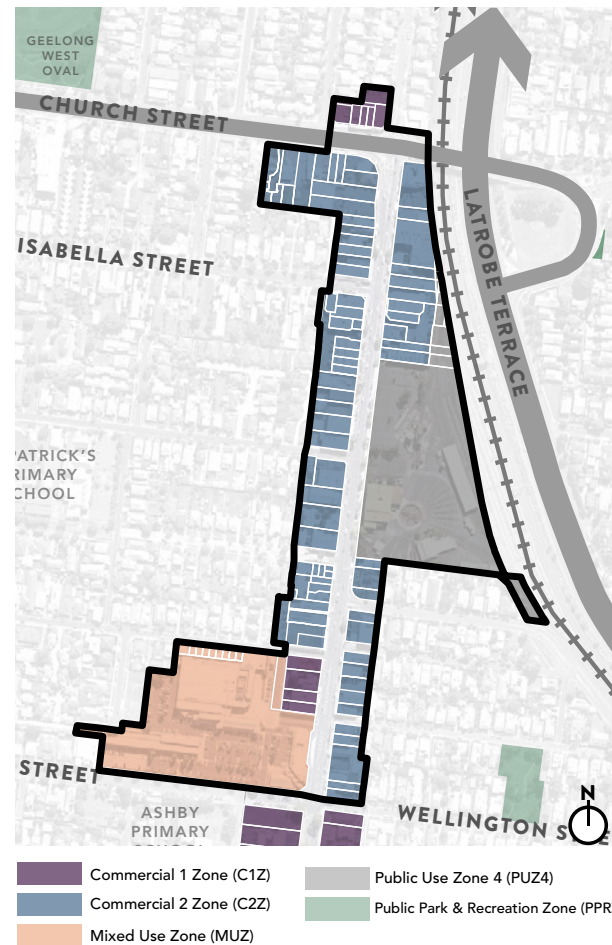 GEELONG
WEST
OVAL
CHURCH STREET
ISABELLA STREET
LATROBE TERRACE
PATRICK'S
RIMARY
CHOOL
STREET
ASHBY
PRIMARY
WELLINGTON S
N
Commercial 1 Zone (C1Z)
Commercial 2 Zone (C2Z)
Mixed Use Zone (MUZ)
Public Use Zone 4 (PUZ4)
Public Park & Recreation Zone (PPR